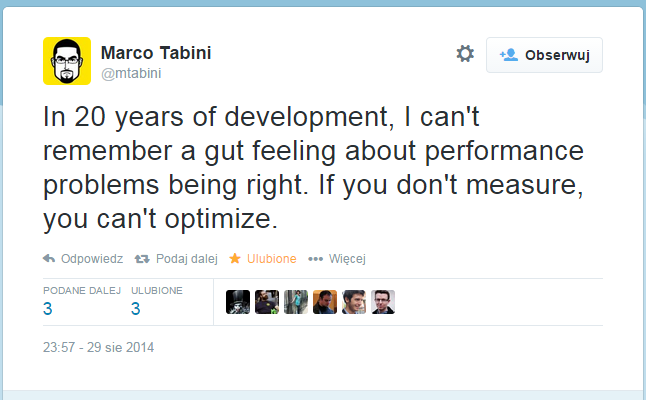 Marco Tabini
@mtabini
Obserwuj
In 20 years of development, I can't
remember a gut feeling about performance
problems being right. If you don't measure,
you can't optimize.
Odpowiedz Podaj dalej Ulubione Więcej
PODANE DALEJ ULUBIONE
3 3
23:57 - 29 sie 2014